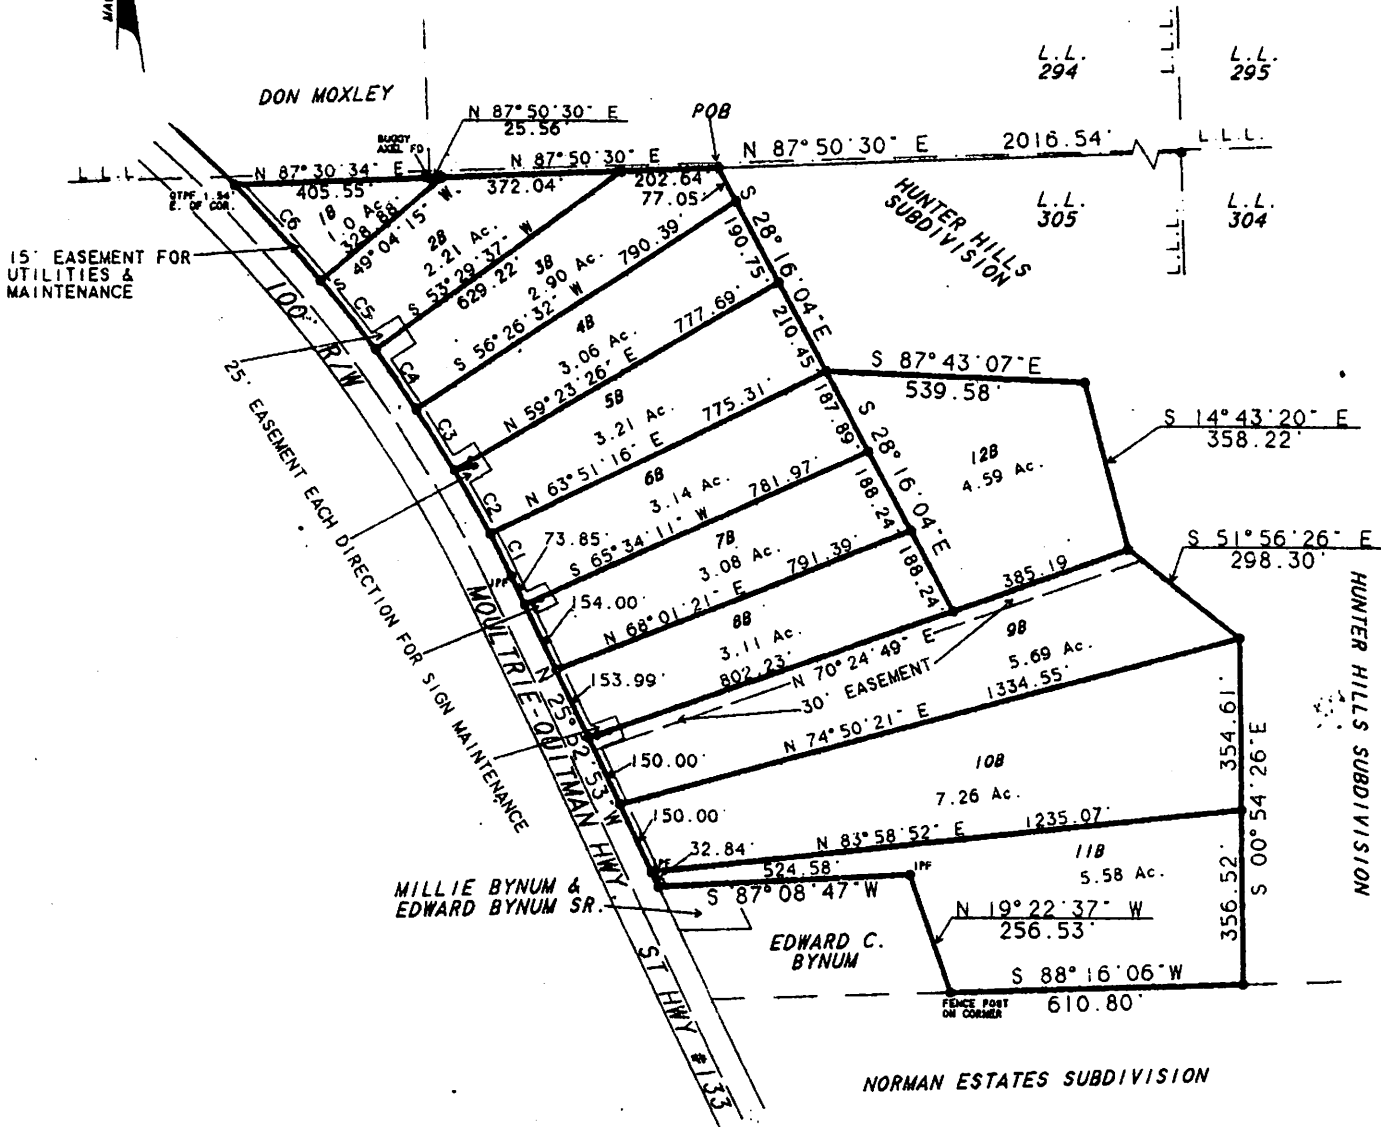 L.L.
294
L.L.
295
L.L.L.
DON MOXLEY
N 87°50'30" E
25.56'
POB
BUGGY
AXEL FD
N 87°50'30" E
2016.54'
L.L.L.
L.L.L.
N 87°30'34" E
405.55'
N 87°50'30" E
372.04'
202.64'
77.05'
HUNTER HILLS
SUBDIVISION
L.L.
305
L.L.
304
L.L.L.
OTPF 1.54'
E. OF COR.
C6
1B
1.0 Ac.
328.88'
S 49°04'15" W
2B
2.21 Ac.
S 53°29'37" W
629.22'
3B
2.90 Ac.
790.39'
S 56°26'32" W
190.75'
S 28°16'04"E
210.45'
15' EASEMENT FOR
UTILITIES &
MAINTENANCE
100' R/W
C5
C4
4B
3.06 Ac.
777.69'
N 59°23'26" E
C3
5B
3.21 Ac.
775.31'
N 63°51'16" E
S 87°43'07"E
539.58'
S 14°43'20" E
358.22'
12B
4.59 Ac.
187.89'
S 28°16'04"E
188.24'
188.24'
25' EASEMENT EACH DIRECTION FOR SIGN MAINTENANCE
C2
6B
3.14 Ac.
781.97'
S 65°34'11" W
C1
73.85'
IPF
7B
3.08 Ac.
791.39'
N 68°01'21" E
154.00'
S 51°56'26" E
298.30'
385.19'
8B
3.11 Ac.
802.23'
N 70°24'49" E
30' EASEMENT
9B
5.69 Ac.
1334.55'
N 74°50'21" E
153.99'
N 25°52'53" W
150.00'
150.00'
MOULTRIE-QUITMAN HWY
ST HWY #133
HUNTER HILLS SUBDIVISION
354.61'
S 00°54'26"E
356.52'
10B
7.26 Ac.
N 83°58'52" E
1235.07'
IPF
32.84'
524.58'
S 87°08'47"W
IPF
11B
5.58 Ac.
MILLIE BYNUM &
EDWARD BYNUM SR.
EDWARD C.
BYNUM
N 19°22'37" W
256.53'
S 88°16'06"W
610.80'
FENCE POST
ON CORNER
NORMAN ESTATES SUBDIVISION